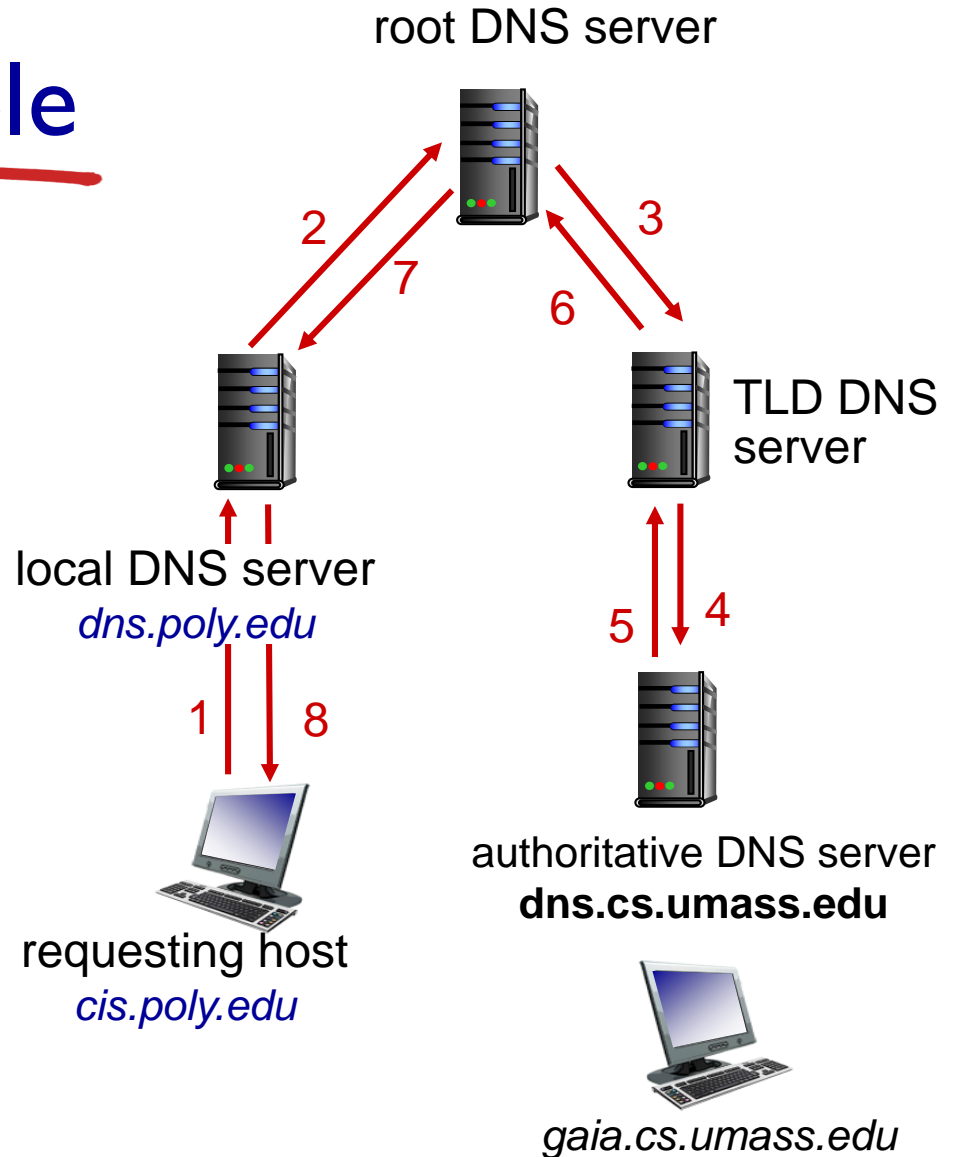 root DNS server
le
2
3
7
6
TLD DNS
server
local DNS server
dns.poly.edu
5
4
1
8
authoritative DNS server
dns.cs.umass.edu
requesting host
cis.poly.edu
gaia.cs.umass.edu